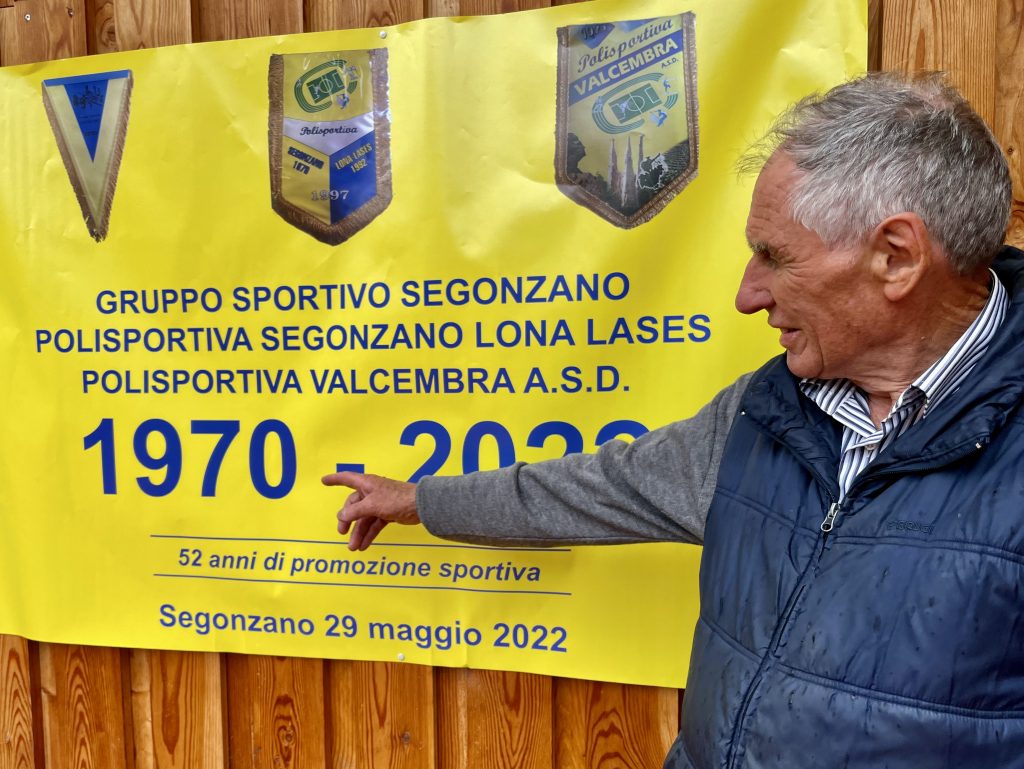 Polisportiva
SEGONZANO
1970
LONA LASES
1992
1997
Polisportiva
VALCEMBRA
A.S.D.
GRUPPO SPORTIVO SEGONZANO
POLISPORTIVA SEGONZANO LONA LASES
POLISPORTIVA VALCEMBRA A.S.D.
1970 - 2022
52 anni di promozione sportiva
Segonzano 29 maggio 2022